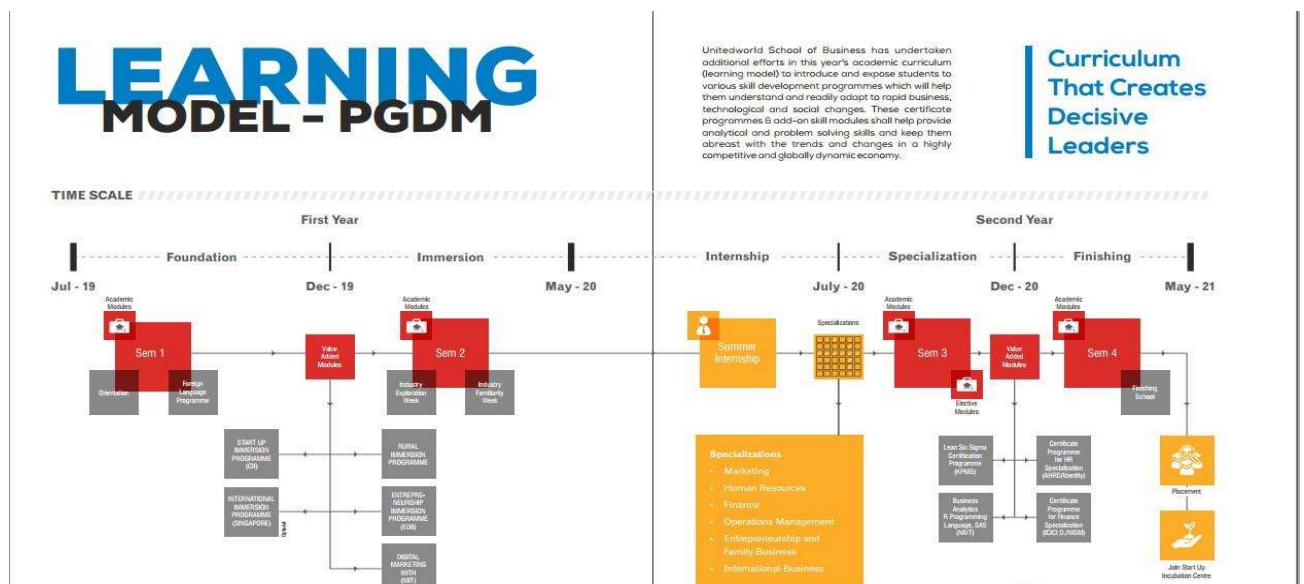 LEARNING
MODEL - PGDM
Unitedworld School of Business has undertaken
additional efforts in this year's academic curriculum
(learning model) to introduce and expose students to
various skill development programmes which will help
them understand and readily adapt to rapid business,
technological and social changes. These certificate
programmes & add-on skill modules shall help provide
analytical and problem solving skills and keep them
abreast with the trends and changes in a highly
competitive and globally dynamic economy.
Curriculum
That Creates
Decisive
Leaders
TIME SCALE
First Year
Second Year
Foundation
Immersion
Internship
Specialization
Finishing
Jul - 19
Dec - 19
May - 20
July - 20
Dec - 20
May - 21
Academic
Modules
Sem 1
Orientation
Foreign
Language
Programme
Value
Added
Modules
Academic
Modules
Sem 2
Industry
Exploration
Week
Industry
Familiarity
Week
Summer
Internship
Specializations
Academic
Modules
Sem 3
Elective
Modules
Value
Added
Modules
Academic
Modules
Sem 4
Finishing
School
START UP
IMMERSION
PROGRAMME
(CII)
RURAL
IMMERSION
PROGRAMME
INTERNATIONAL
IMMERSION
PROGRAMME
(SINGAPORE)
Optional
ENTREPRE-
NEURSHIP
IMMERSION
PROGRAMME
(EDII)
DIGITAL
MARKETING
WITH
(NIIT)
Specializations
• Marketing
• Human Resources
• Finance
• Operations Management
• Entrepreneurship and
Family Business
• International Business
Lean Six Sigma
Certification
Programme
(KPMG)
Certificate
Programme
for HR
Specialization
(AHRD/Identity)
Business
Analytics
R Programming
Language, SAS
(NIVT)
Certificate
Programme
for Finance
Specialization
(ICICI D./NISM)
Placement
Join Start Up
Incubation Centre